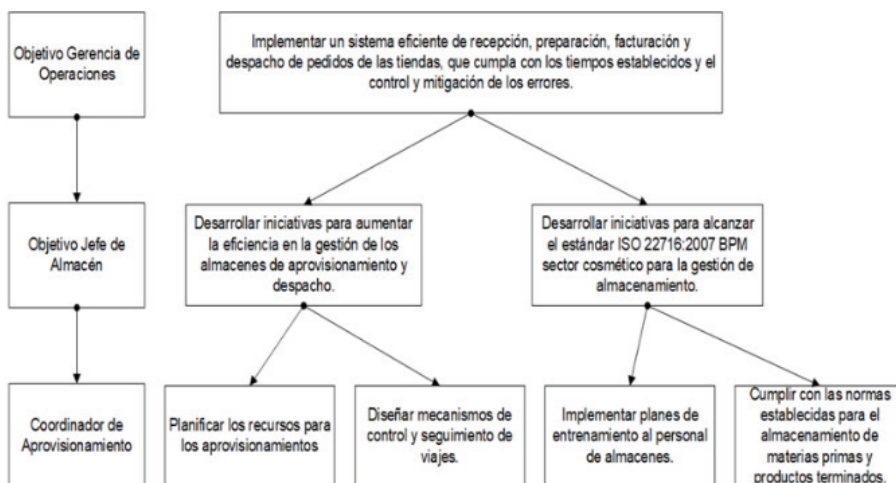 Objetivo Gerencia de
Operaciones
Implementar un sistema eficiente de recepción, preparación, facturación y
despacho de pedidos de las tiendas, que cumpla con los tiempos establecidos y el
control y mitigación de los errores.
Objetivo Jefe de
Almacén
Desarrollar iniciativas para aumentar
la eficiencia en la gestión de los
almacenes de aprovisionamiento y
despacho.
Desarrollar iniciativas para alcanzar
el estándar ISO 22716:2007 BPM
sector cosmético para la gestión de
almacenamiento.
Coordinador de
Aprovisionamiento
Planificar los recursos para
los aprovisionamientos
Diseñar mecanismos de
control y seguimiento de
viajes.
Implementar planes de
entrenamiento al personal
de almacenes.
Cumplir con las normas
establecidas para el
almacenamiento de
materias primas y
productos terminados.